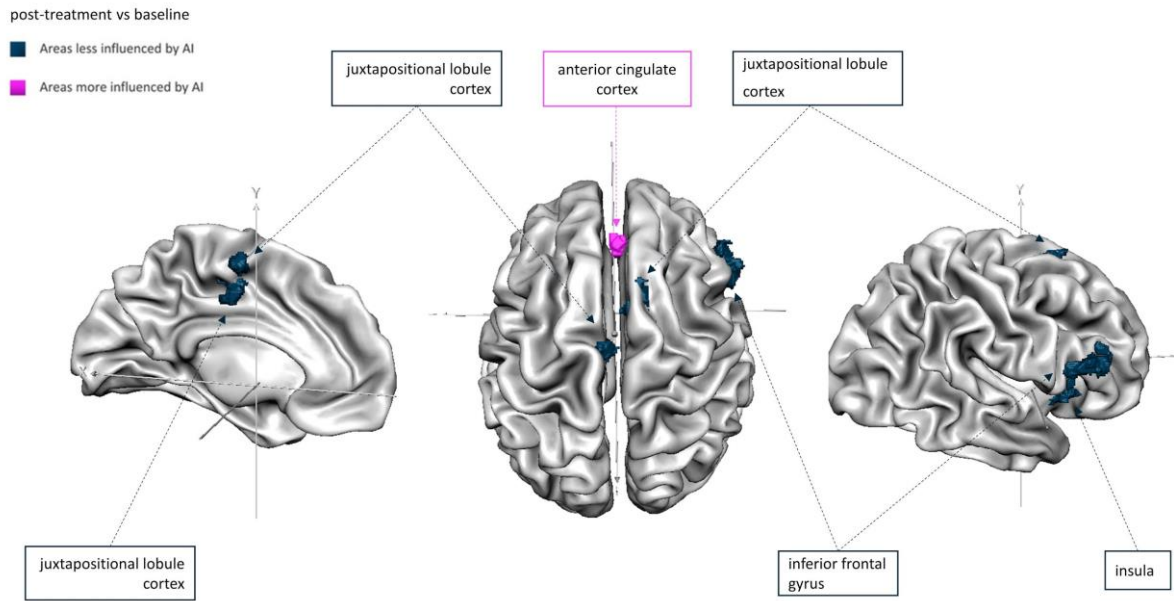 post-treatment vs baseline
Areas less influenced by AI
Areas more influenced by AI
juxtapositional lobule
cortex
anterior cingulate
cortex
juxtapositional lobule
cortex
Y
Y
X
juxtapositional lobule
cortex
inferior frontal
gyrus
insula